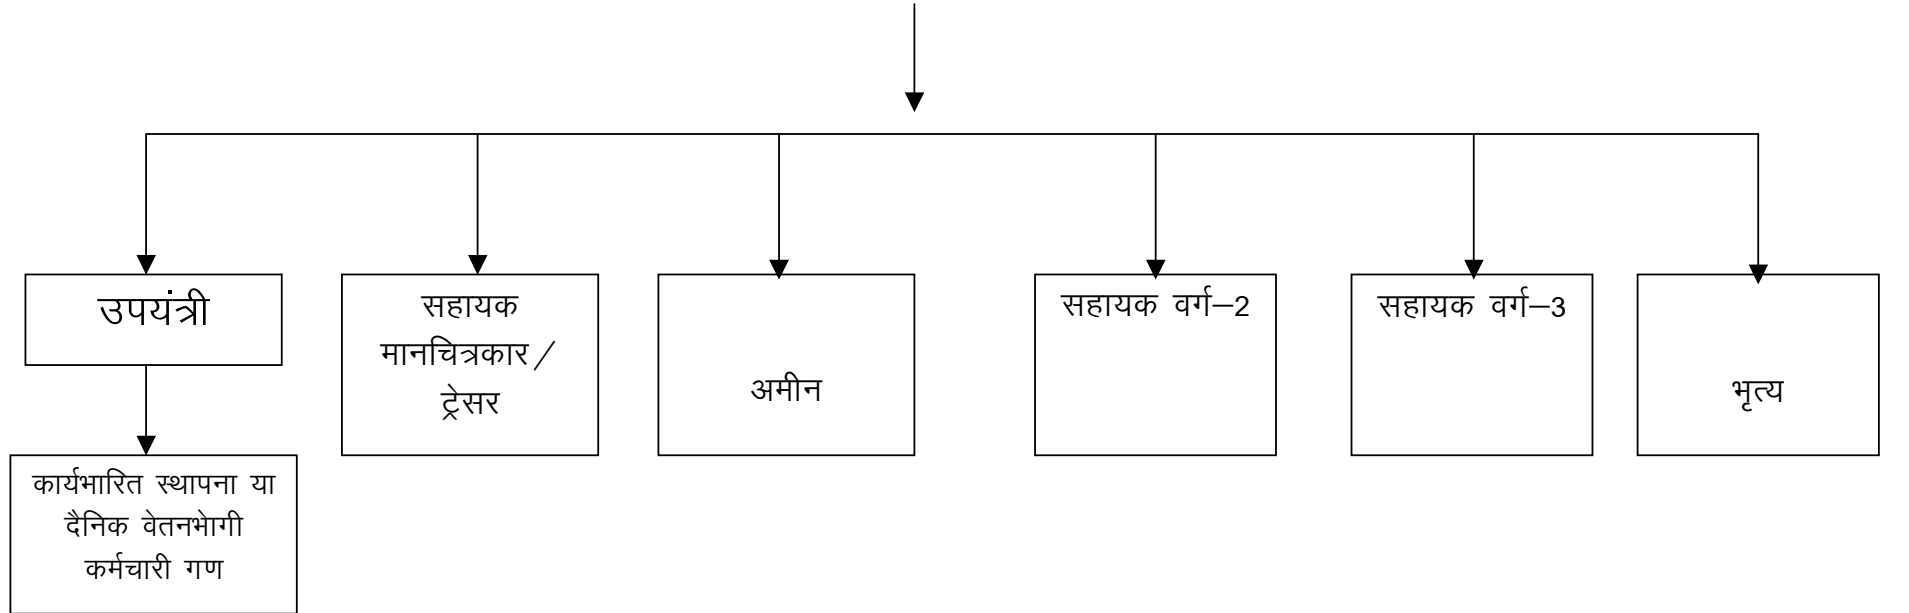 उपयंत्री
सहायक
मानचित्रकार/
ट्रेसर
अमीन
सहायक वर्ग–2
सहायक वर्ग–3
भृत्य
कार्यभारित स्थापना या
दैनिक वेतनभेागी
कर्मचारी गण